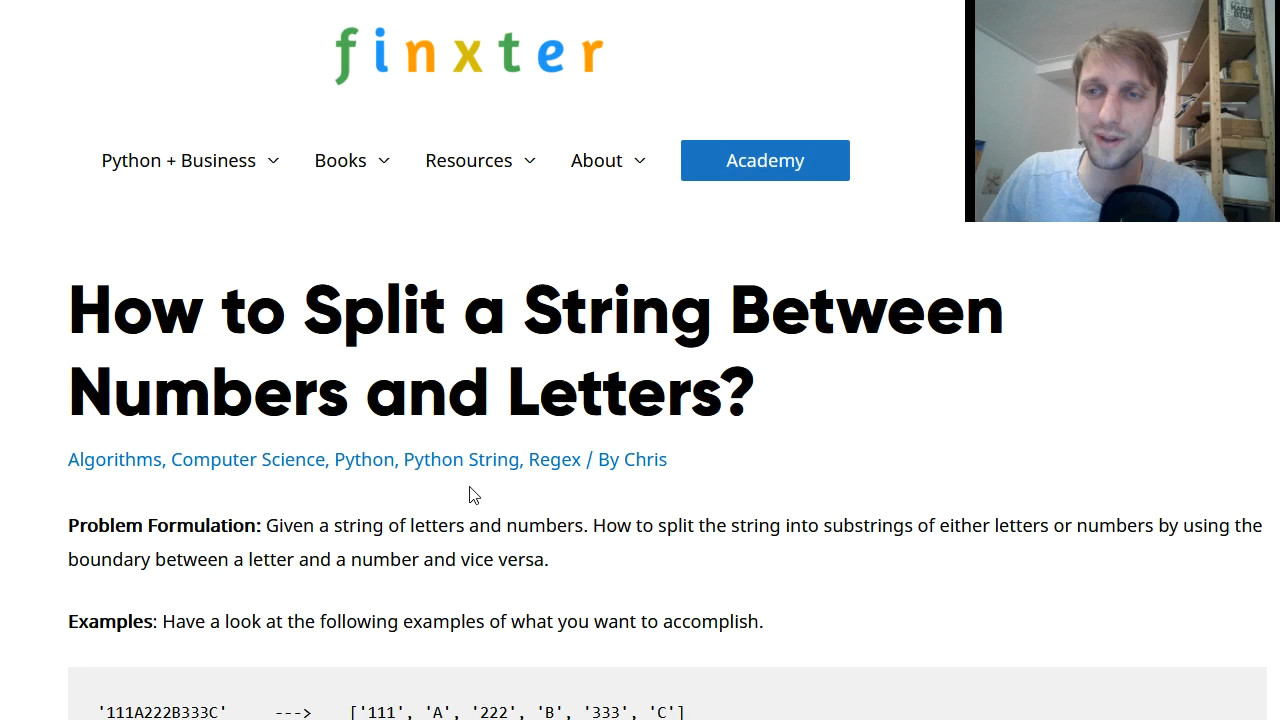 finxter
Python + Business Books Resources About Academy
How to Split a String Between
Numbers and Letters?
Algorithms, Computer Science, Python, Python String, Regex / By Chris
Problem Formulation: Given a string of letters and numbers. How to split the string into substrings of either letters or numbers by using the
boundary between a letter and a number and vice versa.
Examples: Have a look at the following examples of what you want to accomplish.
'111A222B333C' ---> ['111', 'A', '222', 'B', '333', 'C']
KAFFEE
BIBEL